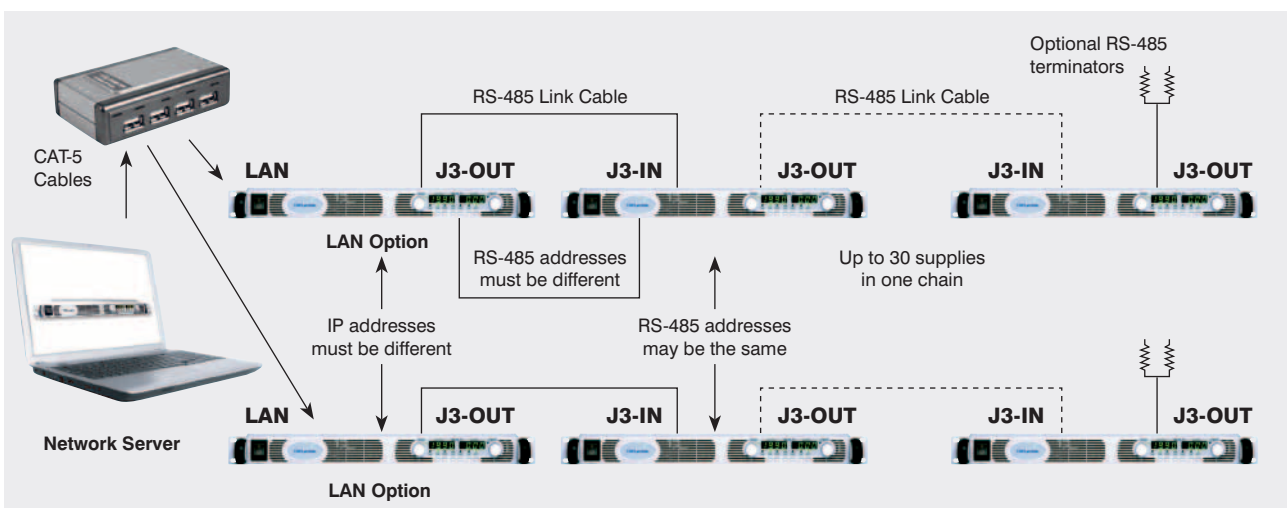 Optional RS-485
terminators
RS-485 Link Cable
RS-485 Link Cable
CAT-5
Cables
LAN
J3-OUT
J3-IN
J3-OUT
J3-IN
J3-OUT
LAN Option
RS-485 addresses
must be different
Up to 30 supplies
in one chain
IP addresses
must be different
RS-485 addresses
may be the same
LAN
J3-OUT
J3-IN
J3-OUT
J3-IN
J3-OUT
Network Server
LAN Option